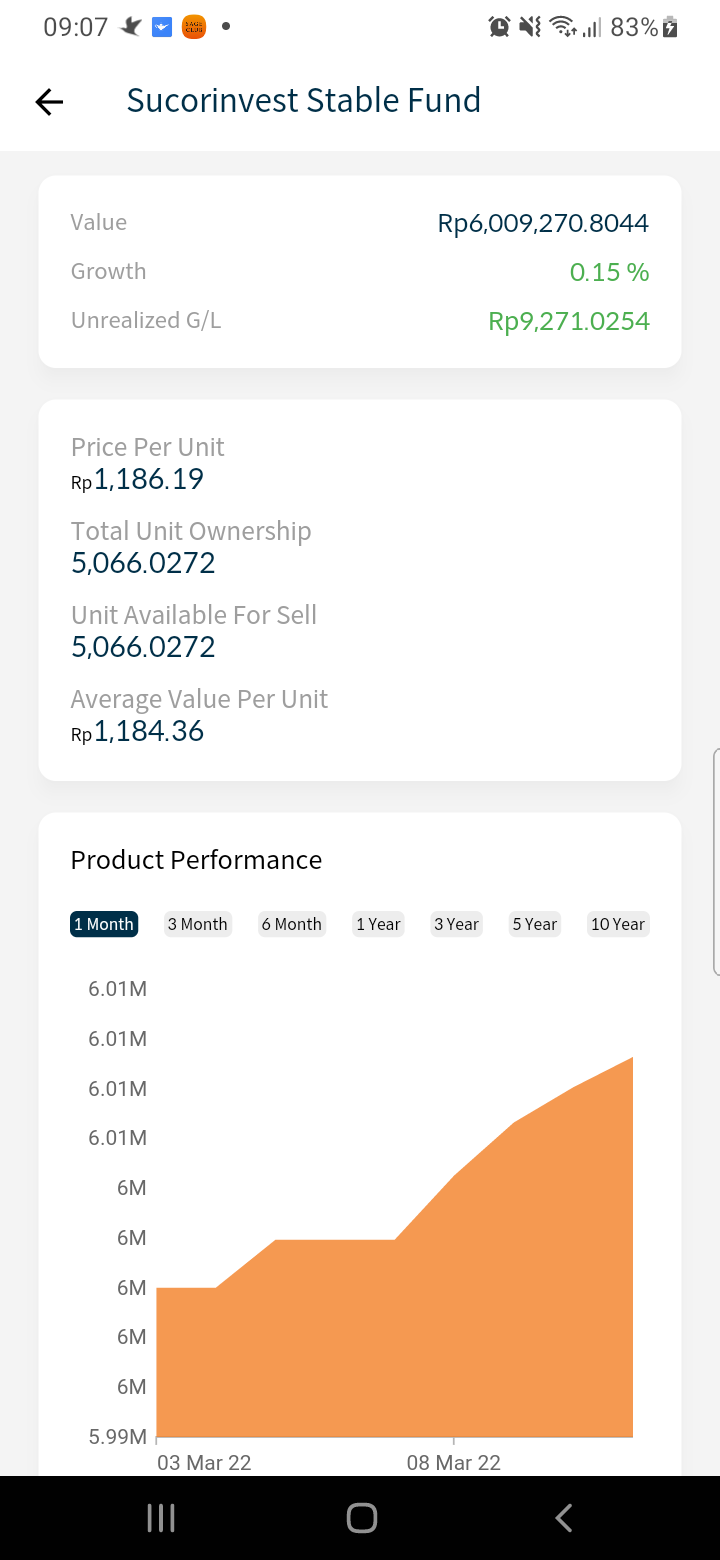 09:07
83%
Sucorinvest Stable Fund
Value Rp6,009,270.8044
Growth 0.15 %
Unrealized G/L Rp9,271.0254
Price Per Unit
Rp1,186.19
Total Unit Ownership
5,066.0272
Unit Available For Sell
5,066.0272
Average Value Per Unit
Rp1,184.36
Product Performance
1 Month 3 Month 6 Month 1 Year 3 Year 5 Year 10 Year
6.01M
6.01M
6.01M
6.01M
6M
6M
6M
6M
6M
5.99M
03 Mar 22 08 Mar 22